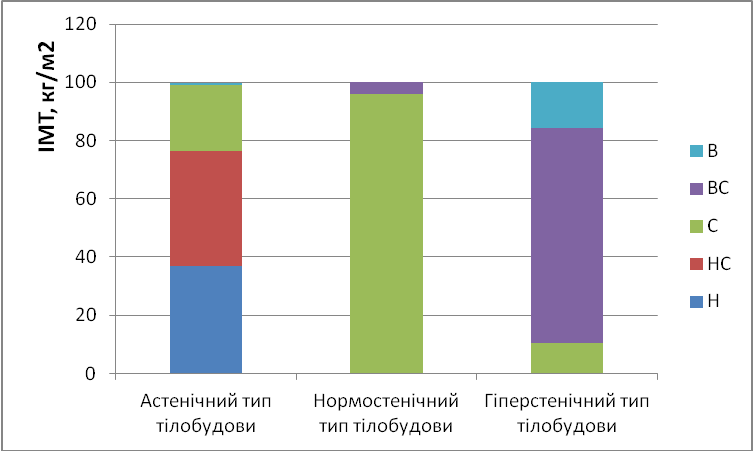 120
100
80
60
40
20
0
ІМТ, кг/м2
Астенічний тип
тілобудови
Нормостенічний
тип тілобудови
Гіперстенічний тип
тілобудови
В
ВС
С
НС
Н